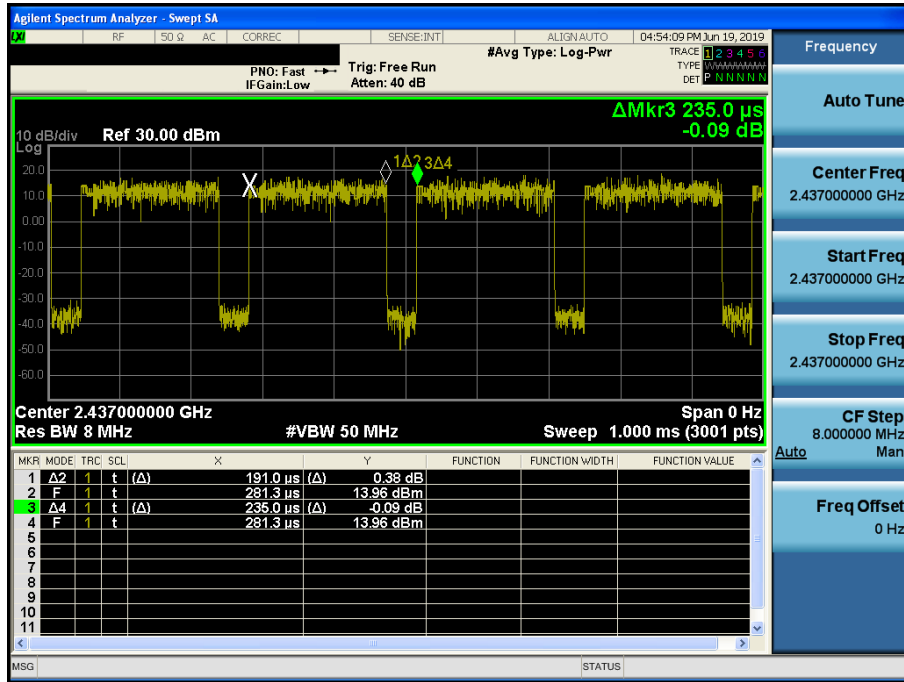 Agilent Spectrum Analyzer - Swept SA
LXI RF 50 Ω AC CORREC SENSE:INT ALIGN AUTO 04:54:09 PM Jun 19, 2019
#Avg Type: Log-Pwr
TRACE 1 2 3 4 5 6
TYPE WWWWWW
DET P N N N N N
PNO: Fast
IFGain:Low
Trig: Free Run
Atten: 40 dB
ΔMkr3 235.0 µs
-0.09 dB
10 dB/div Ref 30.00 dBm
Log
20.0
10.0
0.00
-10.0
-20.0
-30.0
-40.0
-50.0
-60.0
X
1Δ2
3Δ4
Center 2.437000000 GHz Span 0 Hz
Res BW 8 MHz #VBW 50 MHz Sweep 1.000 ms (3001 pts)
MKR MODE TRC SCL X Y FUNCTION FUNCTION WIDTH FUNCTION VALUE
1 Δ2 1 t (Δ) 191.0 µs (Δ) 0.38 dB
2 F 1 t 281.3 µs 13.96 dBm
3 Δ4 1 t (Δ) 235.0 µs (Δ) -0.09 dB
4 F 1 t 281.3 µs 13.96 dBm
5
6
7
8
9
10
11
MSG STATUS
Frequency
Auto Tune
Center Freq
2.437000000 GHz
Start Freq
2.437000000 GHz
Stop Freq
2.437000000 GHz
CF Step
8.000000 MHz
Auto Man
Freq Offset
0 Hz